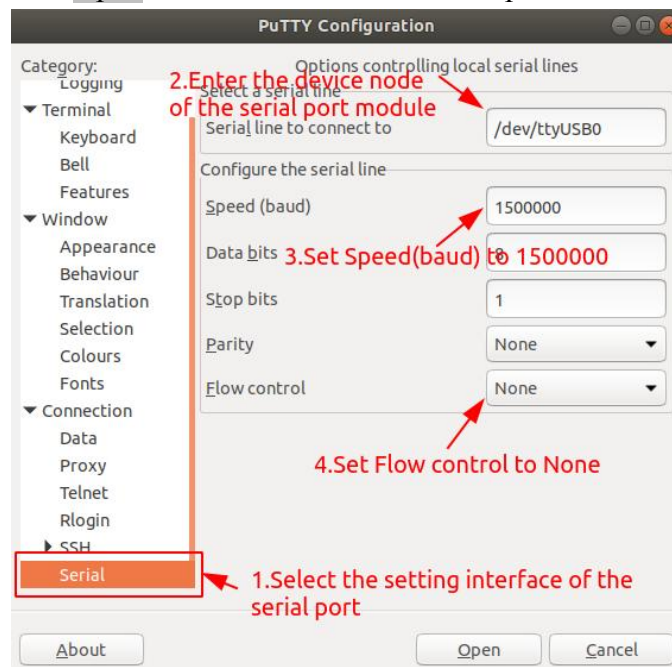 PuTTY Configuration
Category:
Logging
Terminal
Keyboard
Bell
Features
Window
Appearance
Behaviour
Translation
Selection
Colours
Fonts
Connection
Data
Proxy
Telnet
Rlogin
SSH
Serial
Options controlling local serial lines
Select a serial line
2.Enter the device node
of the serial port module
Serial line to connect to
/dev/ttyUSB0
Configure the serial line
Speed (baud)
1500000
Data bits
8
3.Set Speed(baud) to 1500000
Stop bits
1
Parity
None
Flow control
None
4.Set Flow control to None
1.Select the setting interface of the
serial port
About
Open
Cancel